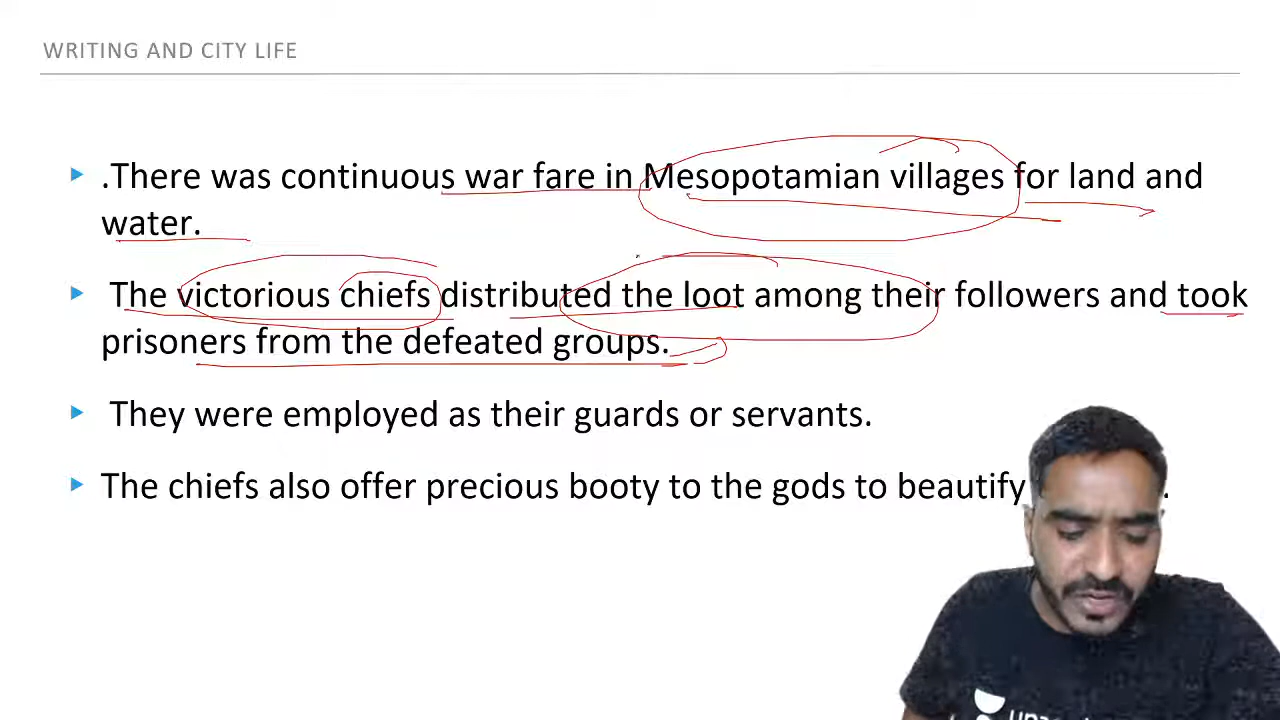 WRITING AND CITY LIFE
.There was continuous war fare in Mesopotamian villages for land and
water.
The victorious chiefs distributed the loot among their followers and took
prisoners from the defeated groups.
They were employed as their guards or servants.
The chiefs also offer precious booty to the gods to beautify